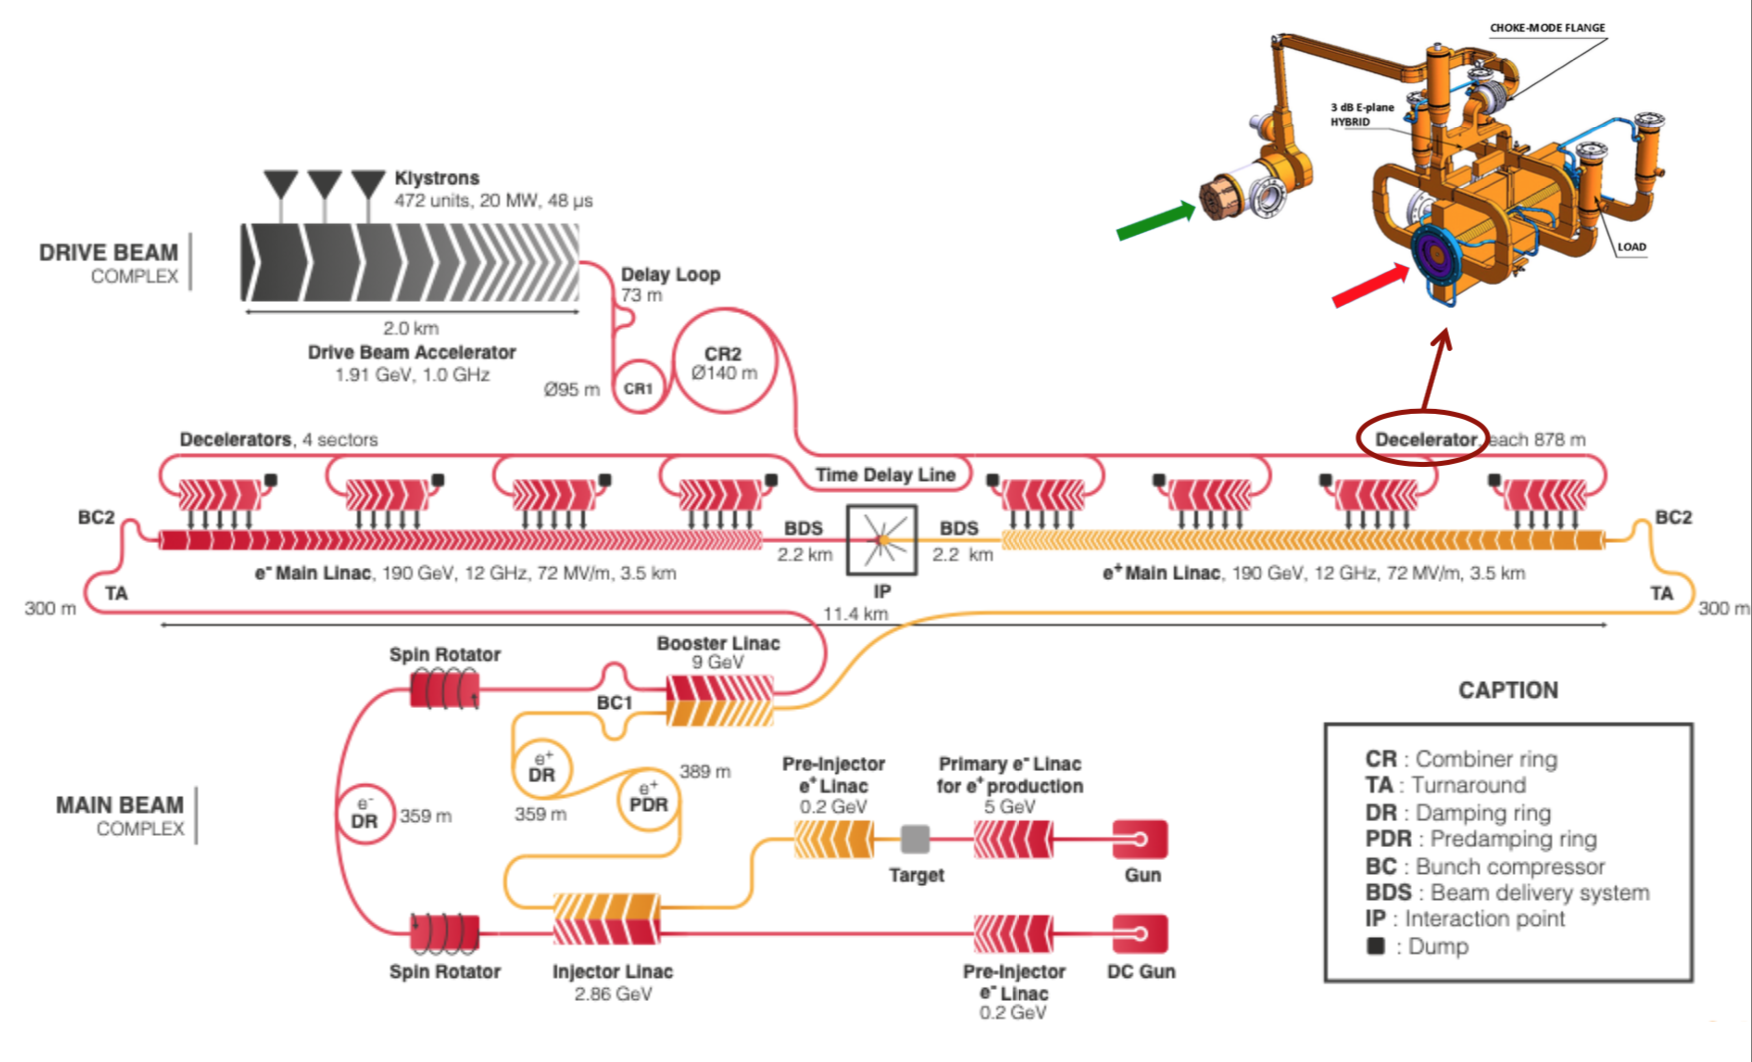 CHOKE-MODE FLANGE
3 dB E-plane
HYBRID
LOAD
Klystrons
472 units, 20 MW, 48 µs
DRIVE BEAM
COMPLEX
2.0 km
Drive Beam Accelerator
1.91 GeV, 1.0 GHz
Delay Loop
73 m
CR2
Ø140 m
Ø95 m
CR1
Decelerators, 4 sectors
Decelerator, each 878 m
Time Delay Line
BC2
BDS
2.2 km
BDS
2.2 km
BC2
e- Main Linac, 190 GeV, 12 GHz, 72 MV/m, 3.5 km
IP
e+ Main Linac, 190 GeV, 12 GHz, 72 MV/m, 3.5 km
TA
300 m
TA
300 m
11.4 km
Spin Rotator
Booster Linac
9 GeV
BC1
e+
DR
359 m
e+
PDR
389 m
MAIN BEAM
COMPLEX
e-
DR
359 m
Pre-Injector
e+ Linac
0.2 GeV
Primary e- Linac
for e+ production
5 GeV
Target
Gun
Spin Rotator
Injector Linac
2.86 GeV
Pre-Injector
e- Linac
0.2 GeV
DC Gun
CAPTION
CR : Combiner ring
TA : Turnaround
DR : Damping ring
PDR : Predamping ring
BC : Bunch compressor
BDS : Beam delivery system
IP : Interaction point
: Dump